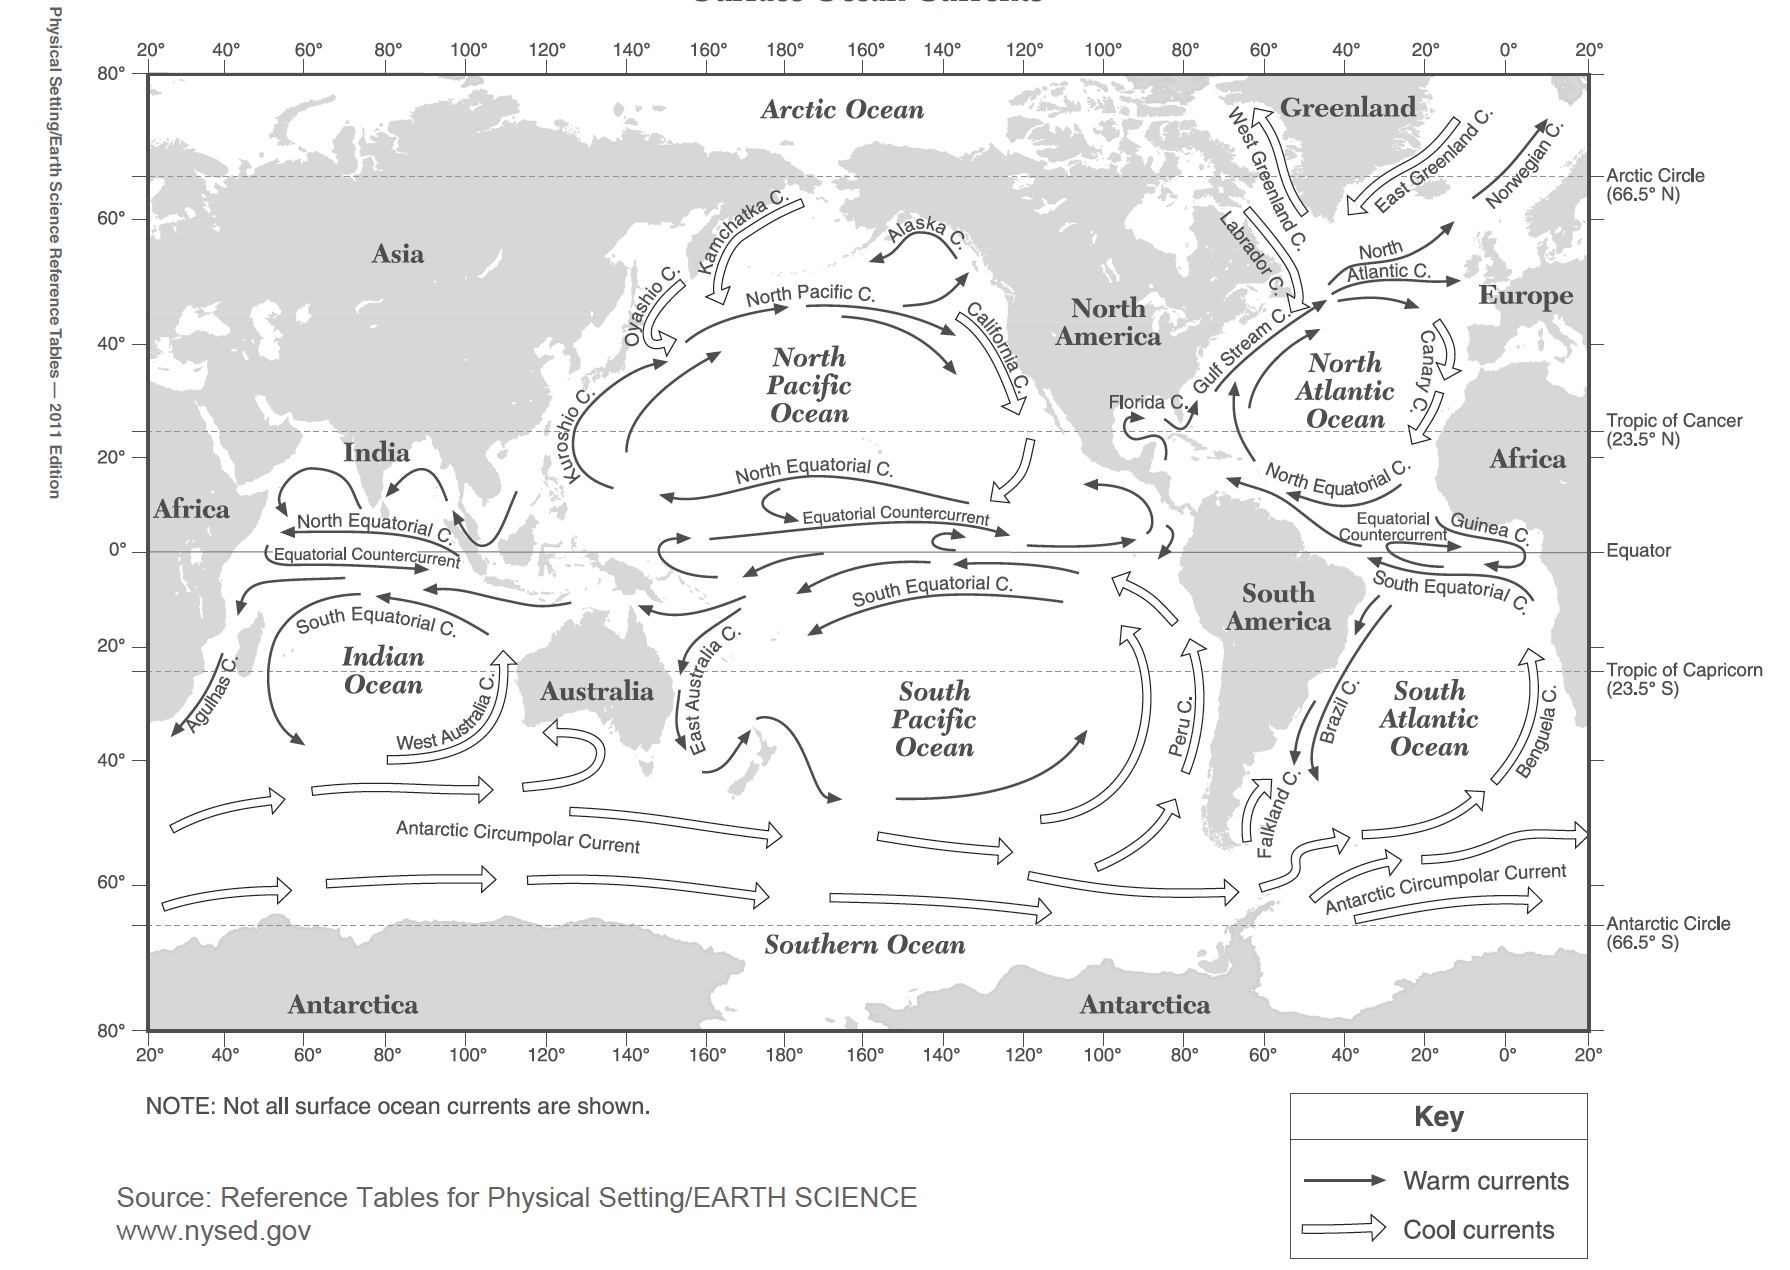 Surface Ocean Currents
Physical Setting/Earth Science Reference Tables — 2011 Edition
20° 40° 60° 80° 100° 120° 140° 160° 180° 160° 140° 120° 100° 80° 60° 40° 20° 0° 20°
80°
Arctic Ocean
Greenland
West Greenland C.
East Greenland C.
Norwegian C.
Arctic Circle
(66.5° N)
60°
Kamchatka C.
Alaska C.
Labrador C.
Asia
North
Atlantic C.
Oyashio C.
North Pacific C.
North
America
Europe
California C.
Gulf Stream C.
40°
North
Pacific
Ocean
North
Atlantic
Ocean
Canary C.
Kuroshio C.
Florida C.
Tropic of Cancer
(23.5° N)
20°
India
Africa
Africa
North Equatorial C.
North Equatorial C.
North Equatorial C.
Equatorial Countercurrent
Equatorial
Countercurrent
Guinea C.
Equatorial Countercurrent
0°
Equator
South Equatorial C.
South Equatorial C.
South Equatorial C.
South
America
20°
Indian
Ocean
Australia
East Australia C.
South
Pacific
Ocean
South
Atlantic
Ocean
Tropic of Capricorn
(23.5° S)
Agulhas C.
West Australia C.
Peru C.
Brazil C.
Benguela C.
40°
Falkland C.
Antarctic Circumpolar Current
Antarctic Circumpolar Current
60°
Antarctic Circle
(66.5° S)
Southern Ocean
Antarctica
Antarctica
80°
20° 40° 60° 80° 100° 120° 140° 160° 180° 160° 140° 120° 100° 80° 60° 40° 20° 0° 20°
NOTE: Not all surface ocean currents are shown.
Key
Warm currents
Cool currents
Source: Reference Tables for Physical Setting/EARTH SCIENCE
www.nysed.gov